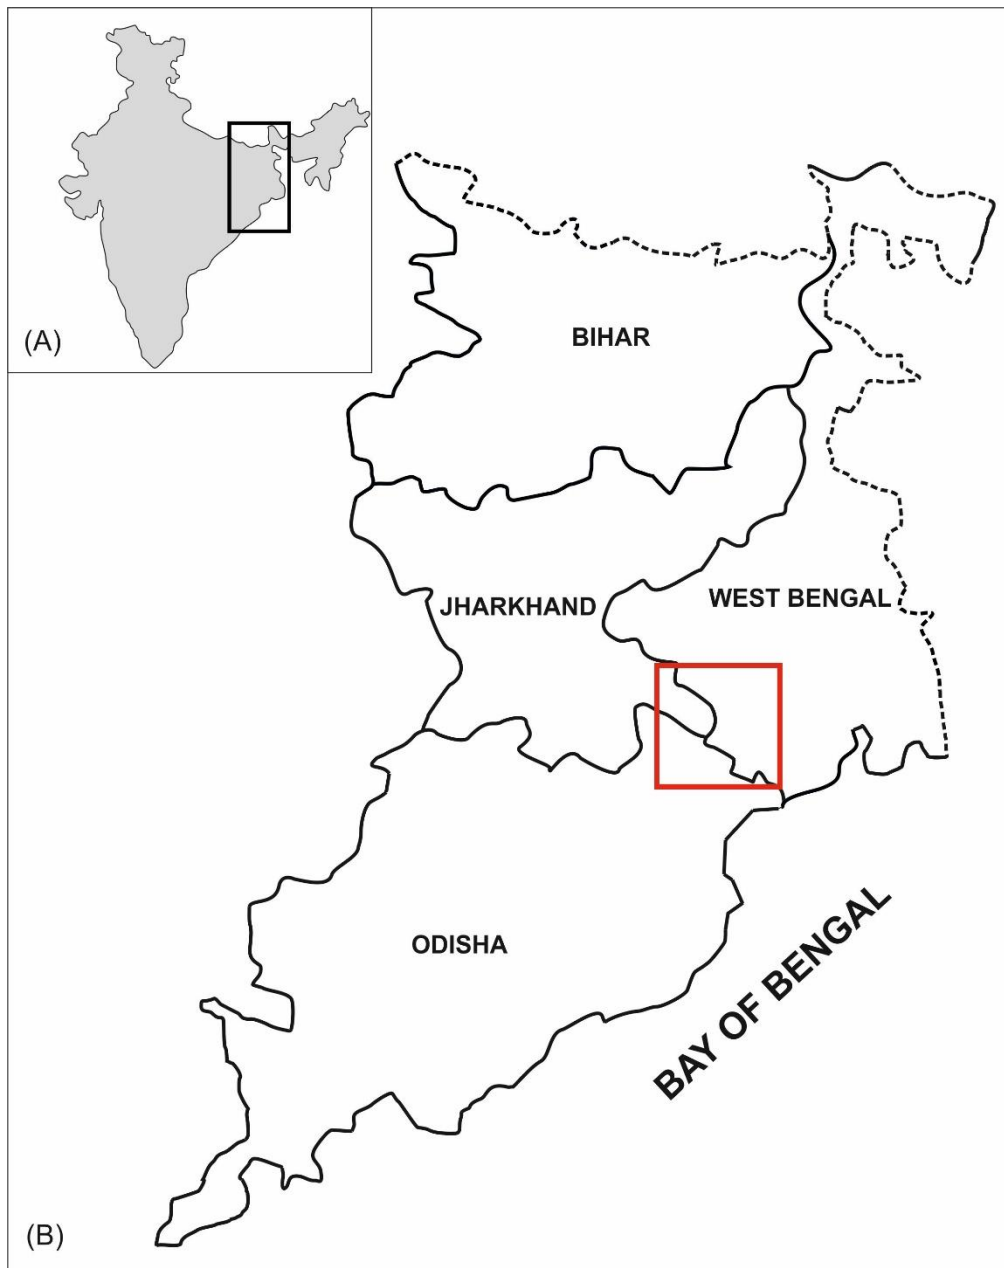 (A)
BIHAR
JHARKHAND
WEST BENGAL
ODISHA
BAY OF BENGAL
(B)